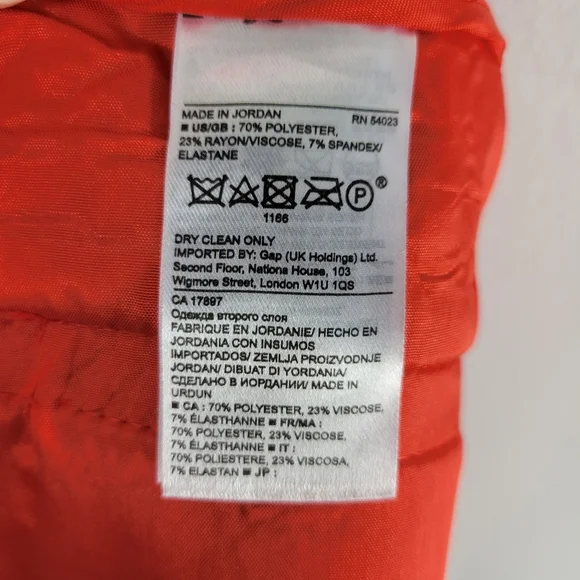 MADE IN JORDAN RN 54023
■ US/GB : 70% POLYESTER,
23% RAYON/VISCOSE, 7% SPANDEX/
ELASTANE
P®
1166
DRY CLEAN ONLY
IMPORTED BY: Gap (UK Holdings) Ltd.
Second Floor, Nations House, 103
Wigmore Street, London W1U 1QS
CA 17897
Одежда второго слоя
FABRIQUÉ EN JORDANIE/ HECHO EN
JORDANIA CON INSUMOS
IMPORTADOS/ ZEMLJA PROIZVODNJE
JORDAN/ DIBUAT DI YORDANIA/
СДЕЛАНО В ИОРДАНИИ/ MADE IN
URDUN
■ CA : 70% POLYESTER, 23% VISCOSE,
7% ÉLASTHANNE ■ FR/MA :
70% POLYESTER, 23% VISCOSE,
7% ÉLASTHANNE ■ IT :
70% POLIESTERE, 23% VISCOSA,
7% ELASTAN ■ JP :